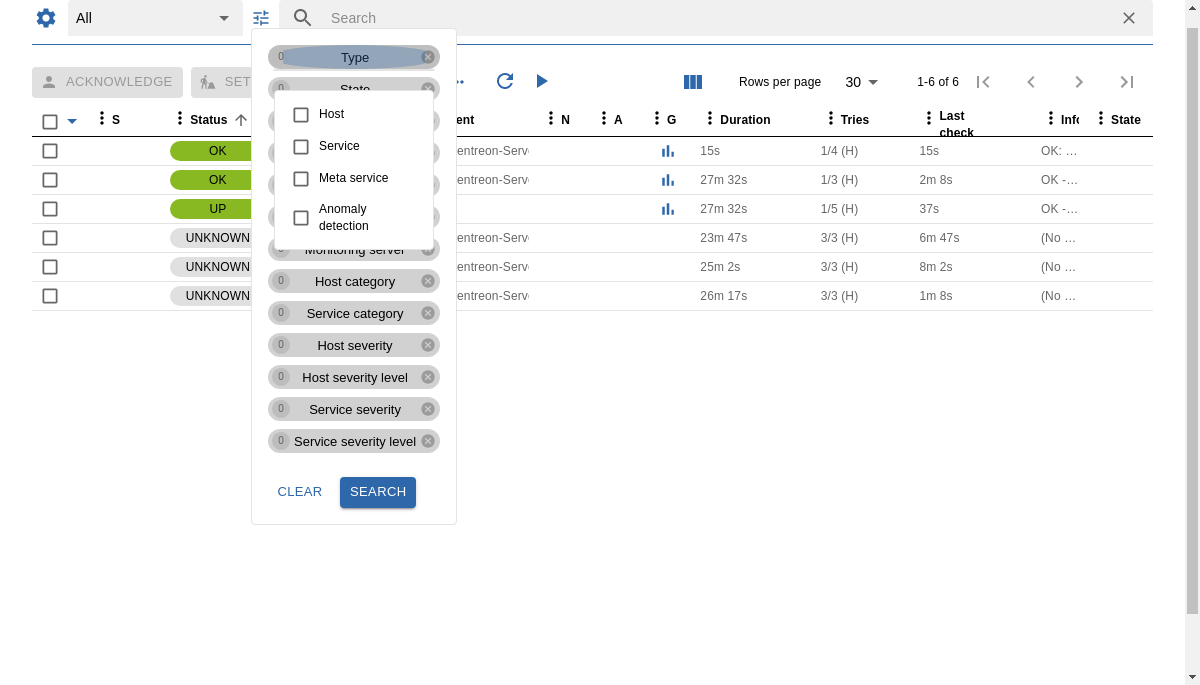 All
Search
0 Type
0 State
ACKNOWLEDGE
SET
Rows per page
30
1-6 of 6
Host
Service
Meta service
Anomaly
detection
Monitoring server
0 Host category
0 Service category
0 Host severity
0 Host severity level
0 Service severity
0 Service severity level
CLEAR
SEARCH
S Status ent N A G Duration Tries Last check Info State
OK entreon-Serv 15s 1/4 (H) 15s OK: …
OK entreon-Serv 27m 32s 1/3 (H) 2m 8s OK -…
UP 27m 32s 1/5 (H) 37s OK -…
UNKNOWN entreon-Serv 23m 47s 3/3 (H) 6m 47s (No …
UNKNOWN entreon-Serv 25m 2s 3/3 (H) 8m 2s (No …
UNKNOWN entreon-Serv 26m 17s 3/3 (H) 1m 8s (No …